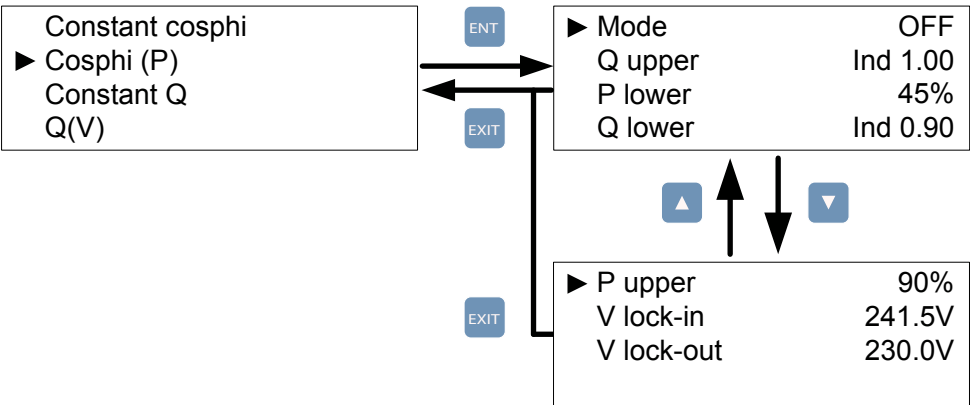 Constant cosphi
► Cosphi (P)
Constant Q
Q(V)
ENT
EXIT
► Mode OFF
Q upper Ind 1.00
P lower 45%
Q lower Ind 0.90
► P upper 90%
V lock-in 241.5V
V lock-out 230.0V
EXIT